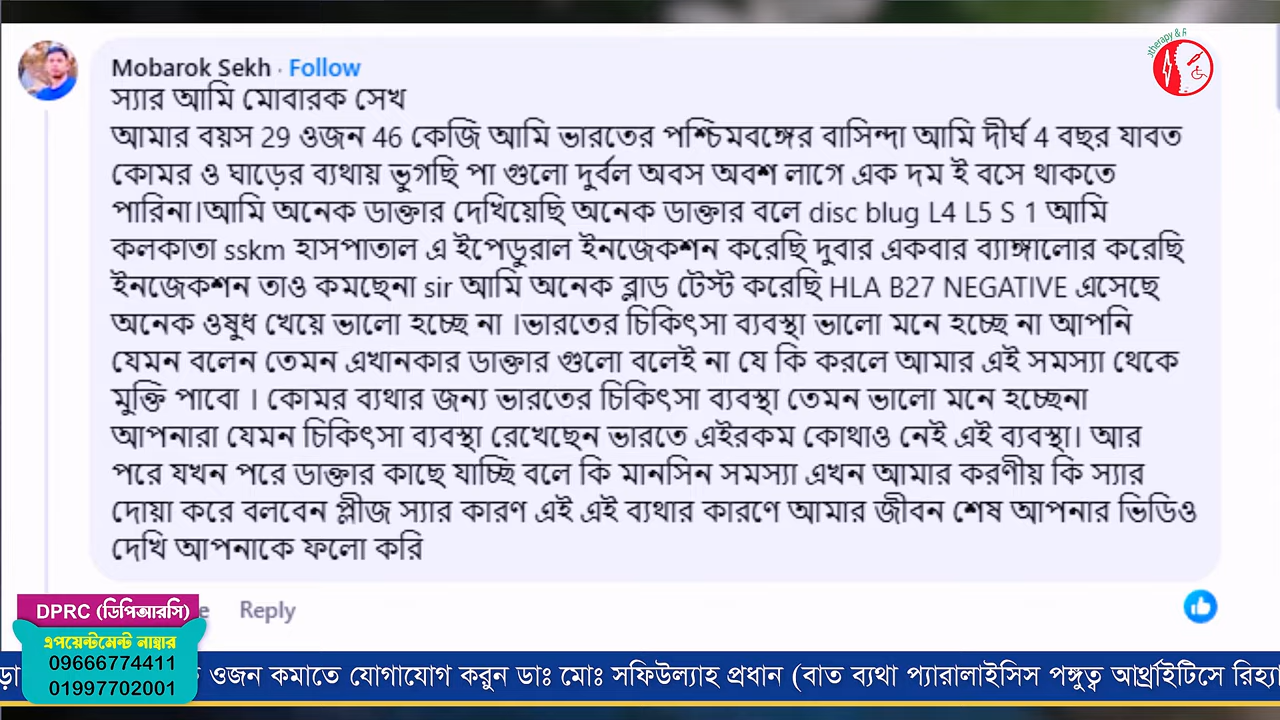 Mobarok Sekh · Follow
স্যার আমি মোবারক সেখ
আমার বয়স 29 ওজন 46 কেজি আমি ভারতের পশ্চিমবঙ্গের বাসিন্দা আমি দীর্ঘ 4 বছর যাবত
কোমর ও ঘাড়ের ব্যথায় ভুগছি পা গুলো দুর্বল অবস অবশ লাগে এক দম ই বসে থাকতে
পারিনা।আমি অনেক ডাক্তার দেখিয়েছি অনেক ডাক্তার বলে disc blug L4 L5 S 1 আমি
কলকাতা sskm হাসপাতাল এ ইপেডুরাল ইনজেকশন করেছি দুবার একবার ব্যাঙ্গালোর করেছি
ইনজেকশন তাও কমছেনা sir আমি অনেক ব্লাড টেস্ট করেছি HLA B27 NEGATIVE এসেছে
অনেক ওষুধ খেয়ে ভালো হচ্ছে না ।ভারতের চিকিৎসা ব্যবস্থা ভালো মনে হচ্ছে না আপনি
যেমন বলেন তেমন এখানকার ডাক্তার গুলো বলেই না যে কি করলে আমার এই সমস্যা থেকে
মুক্তি পাবো । কোমর ব্যথার জন্য ভারতের চিকিৎসা ব্যবস্থা তেমন ভালো মনে হচ্ছেনা
আপনারা যেমন চিকিৎসা ব্যবস্থা রেখেছেন ভারতে এইরকম কোথাও নেই এই ব্যবস্থা। আর
পরে যখন পরে ডাক্তার কাছে যাচ্ছি বলে কি মানসিন সমস্যা এখন আমার করণীয় কি স্যার
দোয়া করে বলবেন প্লীজ স্যার কারণ এই এই ব্যথার কারণে আমার জীবন শেষ আপনার ভিডিও
দেখি আপনাকে ফলো করি
Reply
DPRC (ডিপিআরসি)
এপয়েন্টমেন্ট নাম্বার
09666774411
01997702001
ওজন কমাতে যোগাযোগ করুন ডাঃ মোঃ সফিউল্যাহ প্রধান (বাত ব্যথা প্যারালাইসিস পঙ্গুত্ব আর্থ্রাইটিসে